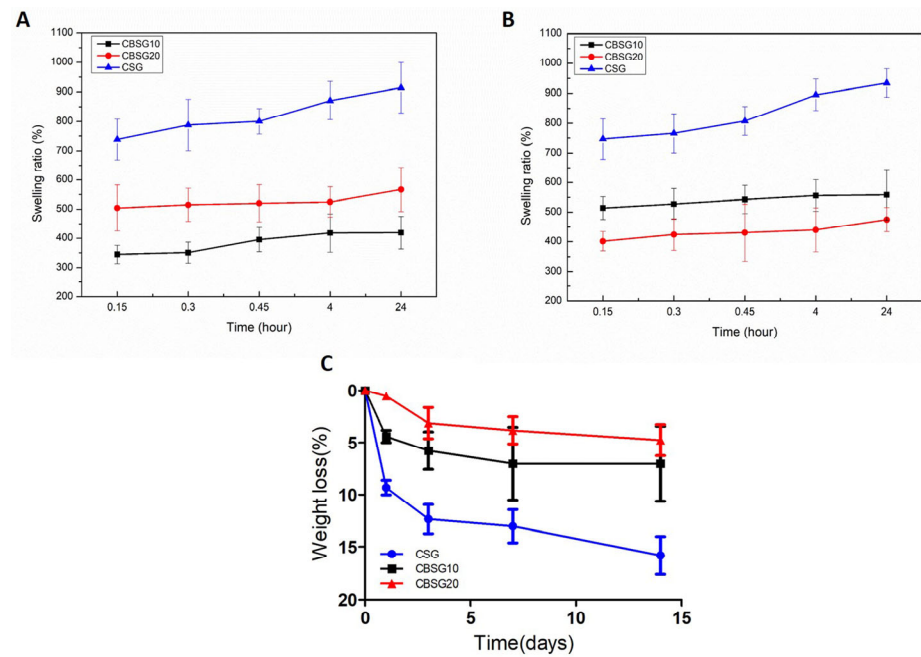 A
1100
1000
900
800
700
600
500
400
300
200
Swelling ratio (%)
CBSG10
CBSG20
CSG
0.15
0.3
0.45
4
24
Time (hour)
B
1100
1000
900
800
700
600
500
400
300
200
Swelling ratio (%)
CBSG10
CBSG20
CSG
0.15
0.3
0.45
4
24
Time (hour)
C
0
5
10
15
20
Weight loss(%)
CSG
CBSG10
CBSG20
0
5
10
15
Time(days)